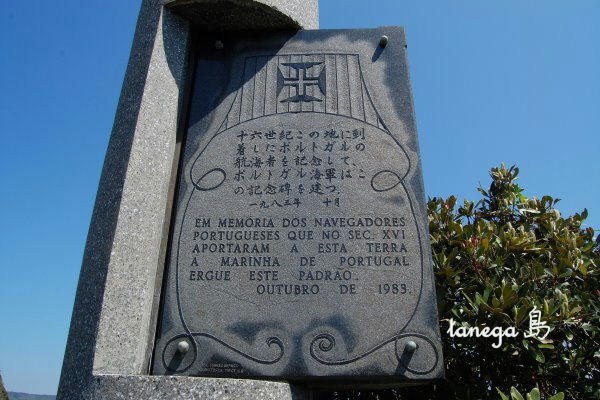 十六世紀この地に到
着したポルトガルの
航海者を記念して、
ポルトガル海軍はこ
の記念碑を建つ。
一九八三年 十月
EM MEMÓRIA DOS NAVEGADORES
PORTUGUESES QUE NO SEC. XVI
APORTARAM A ESTA TERRA
A MARINHA DE PORTUGAL
ERGUE ESTE PADRÃO.
OUTUBRO DE 1983.
tanega 島